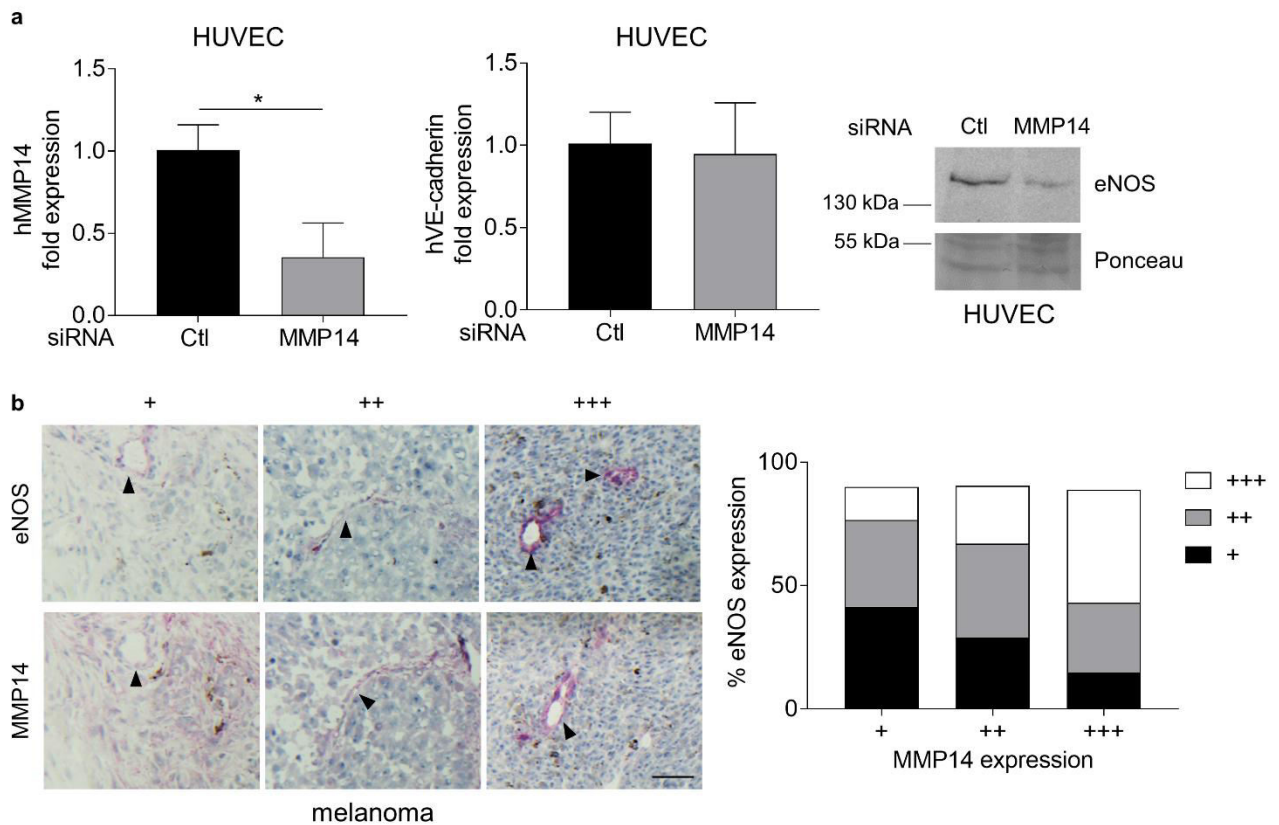 a
HUVEC
hMMP14
fold expression
1.5
1.0
0.5
0.0
*
siRNA Ctl MMP14
HUVEC
hVE-cadherin
fold expression
1.5
1.0
0.5
0.0
siRNA Ctl MMP14
siRNA Ctl MMP14
130 kDa
eNOS
55 kDa
Ponceau
HUVEC
b
+ ++ +++
eNOS
MMP14
melanoma
% eNOS expression
100
50
0
+ ++ +++
MMP14 expression
+++
++
+